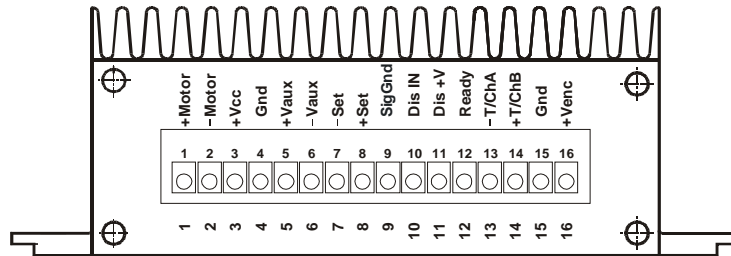 +Motor
−Motor
+Vcc
Gnd
+Vaux
−Vaux
−Set
+Set
SigGnd
Dis IN
Dis +V
Ready
−T/ChA
+T/ChB
Gnd
+Venc
1 2 3 4 5 6 7 8 9 10 11 12 13 14 15 16
1 2 3 4 5 6 7 8 9 10 11 12 13 14 15 16